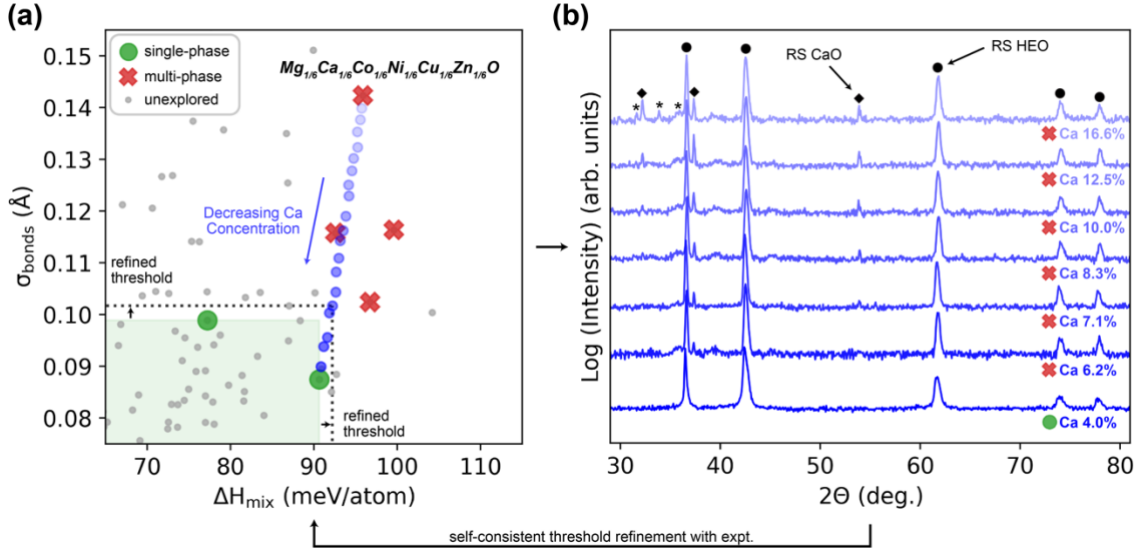 (a)
0.15
0.14
0.13
0.12
0.11
0.10
0.09
0.08
σbonds (Å)
single-phase
multi-phase
unexplored
Mg1/6Ca1/6Co1/6Ni1/6Cu1/6Zn1/6O
Decreasing Ca
Concentration
refined
threshold
refined
threshold
70
80
90
100
110
ΔHmix (meV/atom)
(b)
Log (Intensity) (arb. units)
RS CaO
RS HEO
* * *
Ca 16.6%
Ca 12.5%
Ca 10.0%
Ca 8.3%
Ca 7.1%
Ca 6.2%
Ca 4.0%
30
40
50
60
70
80
2Θ (deg.)
self-consistent threshold refinement with expt.